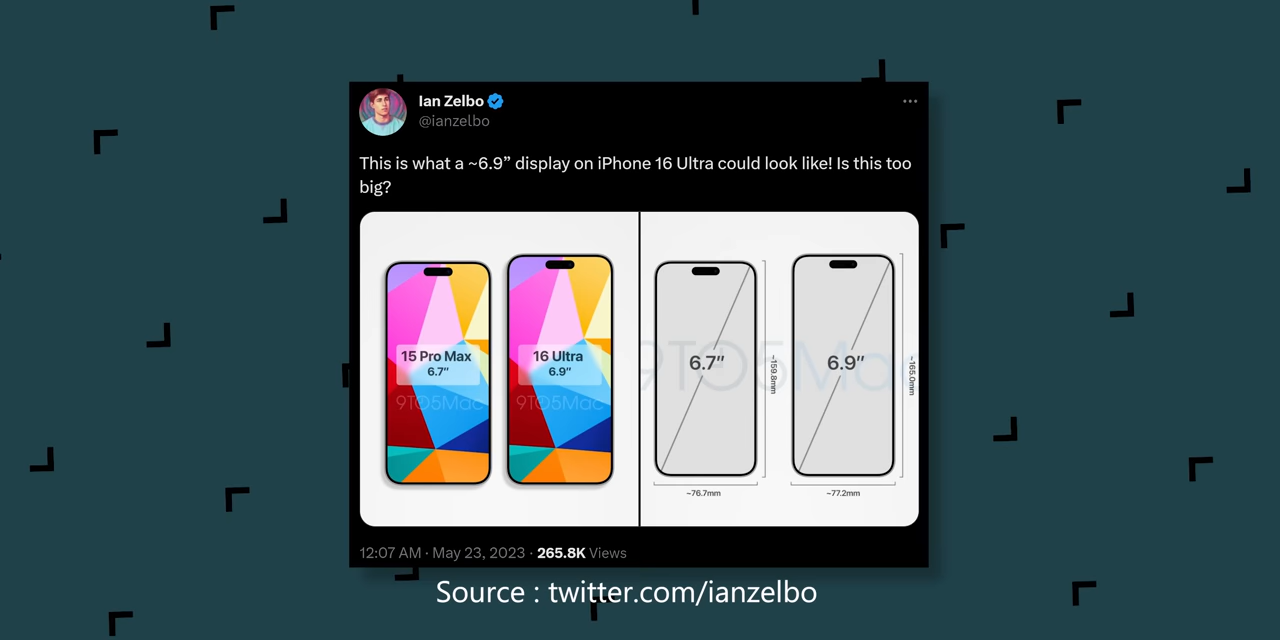 Ian Zelbo
@ianzelbo
This is what a ~6.9” display on iPhone 16 Ultra could look like! Is this too
big?
15 Pro Max
6.7″
9TO5Mac
16 Ultra
6.9″
9TO5Mac
9TO5Mac
6.7″
~159.8mm
~76.7mm
6.9″
~165.0mm
~77.2mm
12:07 AM · May 23, 2023 · 265.8K Views
Source : twitter.com/ianzelbo